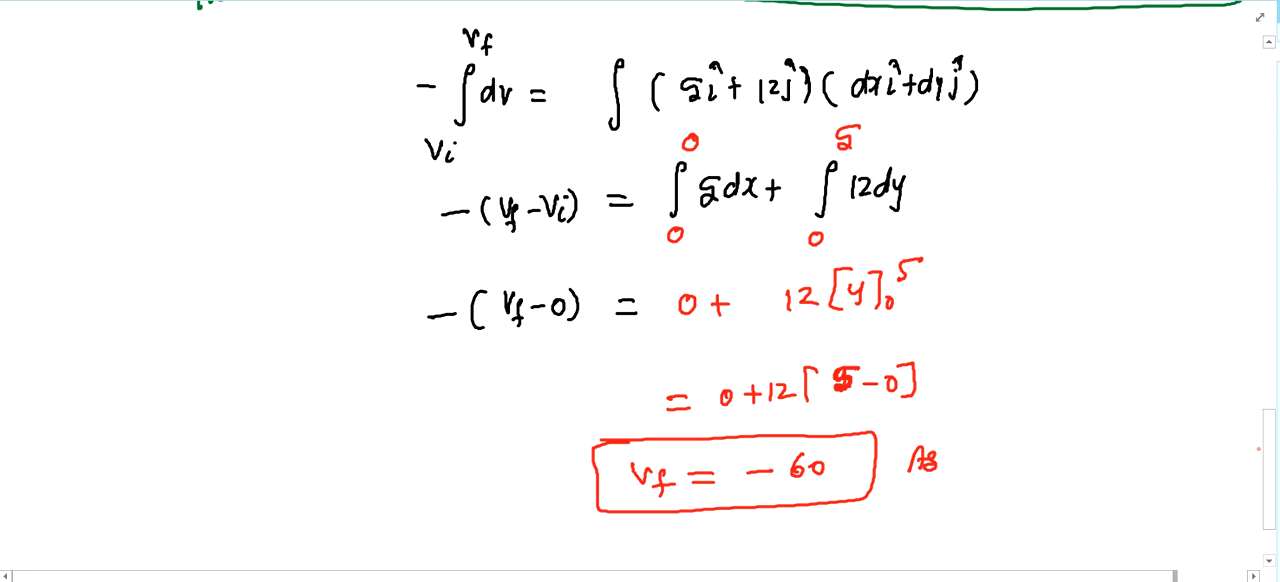 -∫_{Vi}^{Vf} dv = ∫ (5î + 12ĵ)(dxî + dyĵ)
-(Vf - Vi) = ∫_0^0 5dx + ∫_0^5 12dy
-(Vf - 0) = 0 + 12[y]_0^5
= 0 + 12[5 - 0]
Vf = - 60